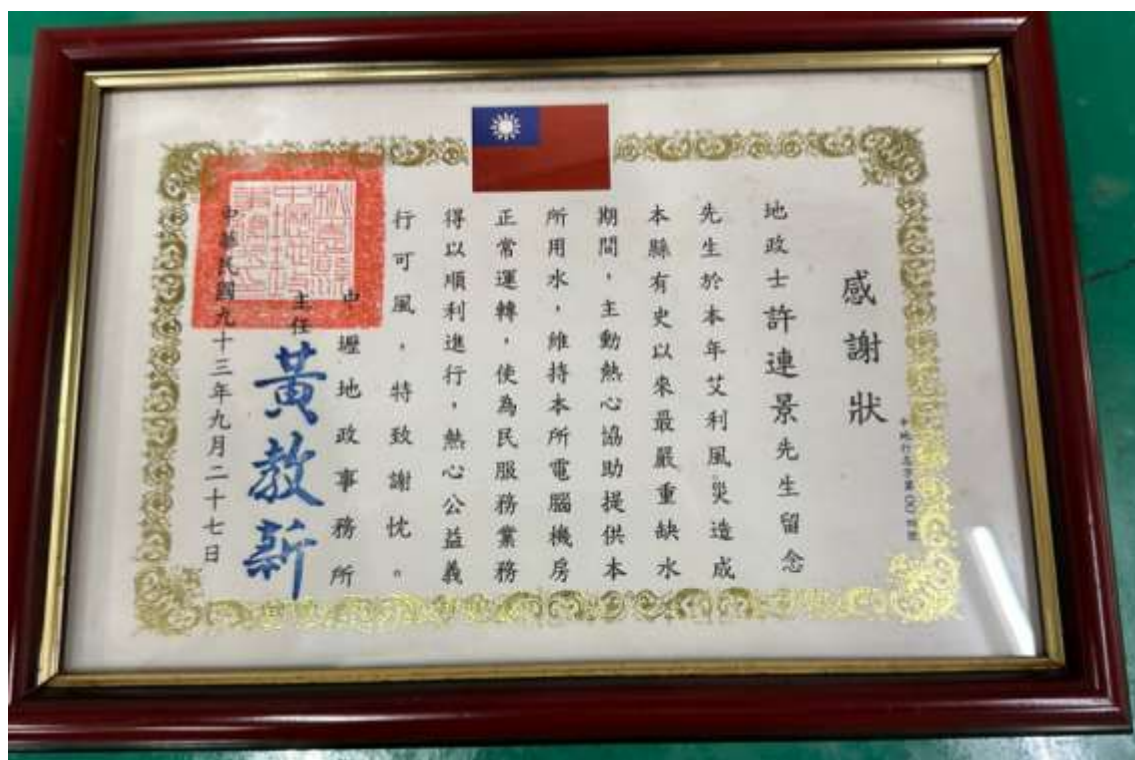 感謝狀
地政士許連景先生留念
先生於本年艾利風災造成
本縣有史以來最嚴重缺水
期間，主動熱心協助提供本
所用水，維持本所電腦機房
正常運轉，使為民服務業務
得以順利進行，熱心公益義
行可風，特致謝忱。
中壢地政事務所
主任 黃教新
中華民國九十三年九月二十七日